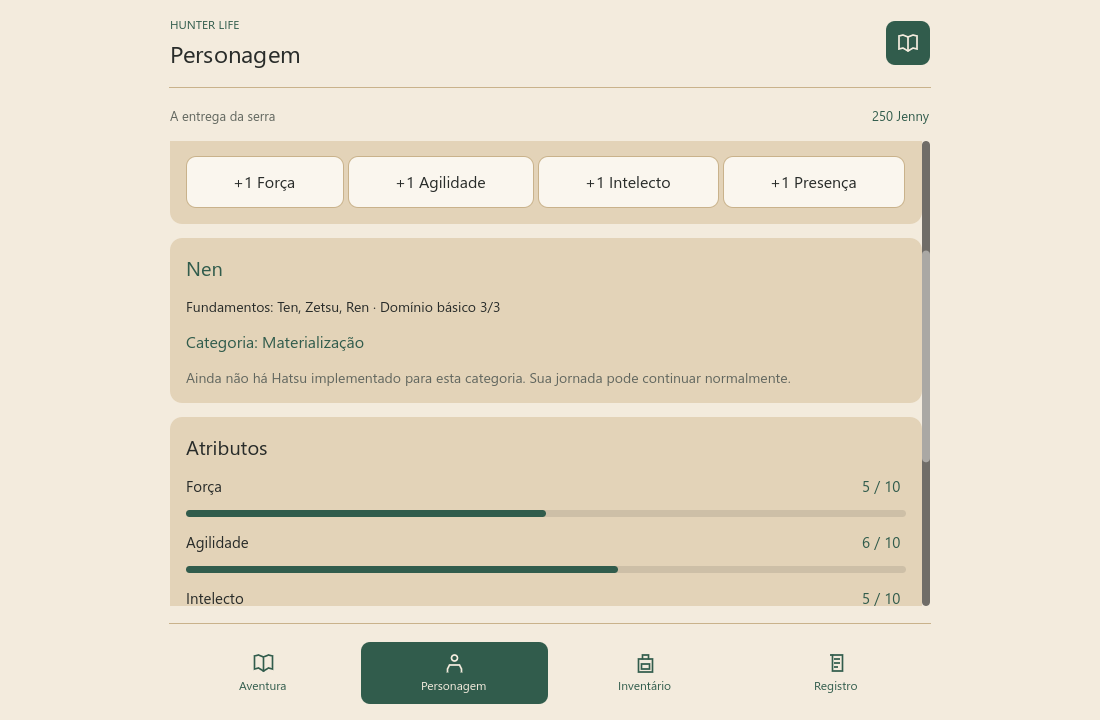 HUNTER LIFE
Personagem
A entrega da serra
250 Jenny
+1 Força
+1 Agilidade
+1 Intelecto
+1 Presença
Nen
Fundamentos: Ten, Zetsu, Ren · Domínio básico 3/3
Categoria: Materialização
Ainda não há Hatsu implementado para esta categoria. Sua jornada pode continuar normalmente.
Atributos
Força 5 / 10
Agilidade 6 / 10
Intelecto 5 / 10
Aventura
Personagem
Inventário
Registro